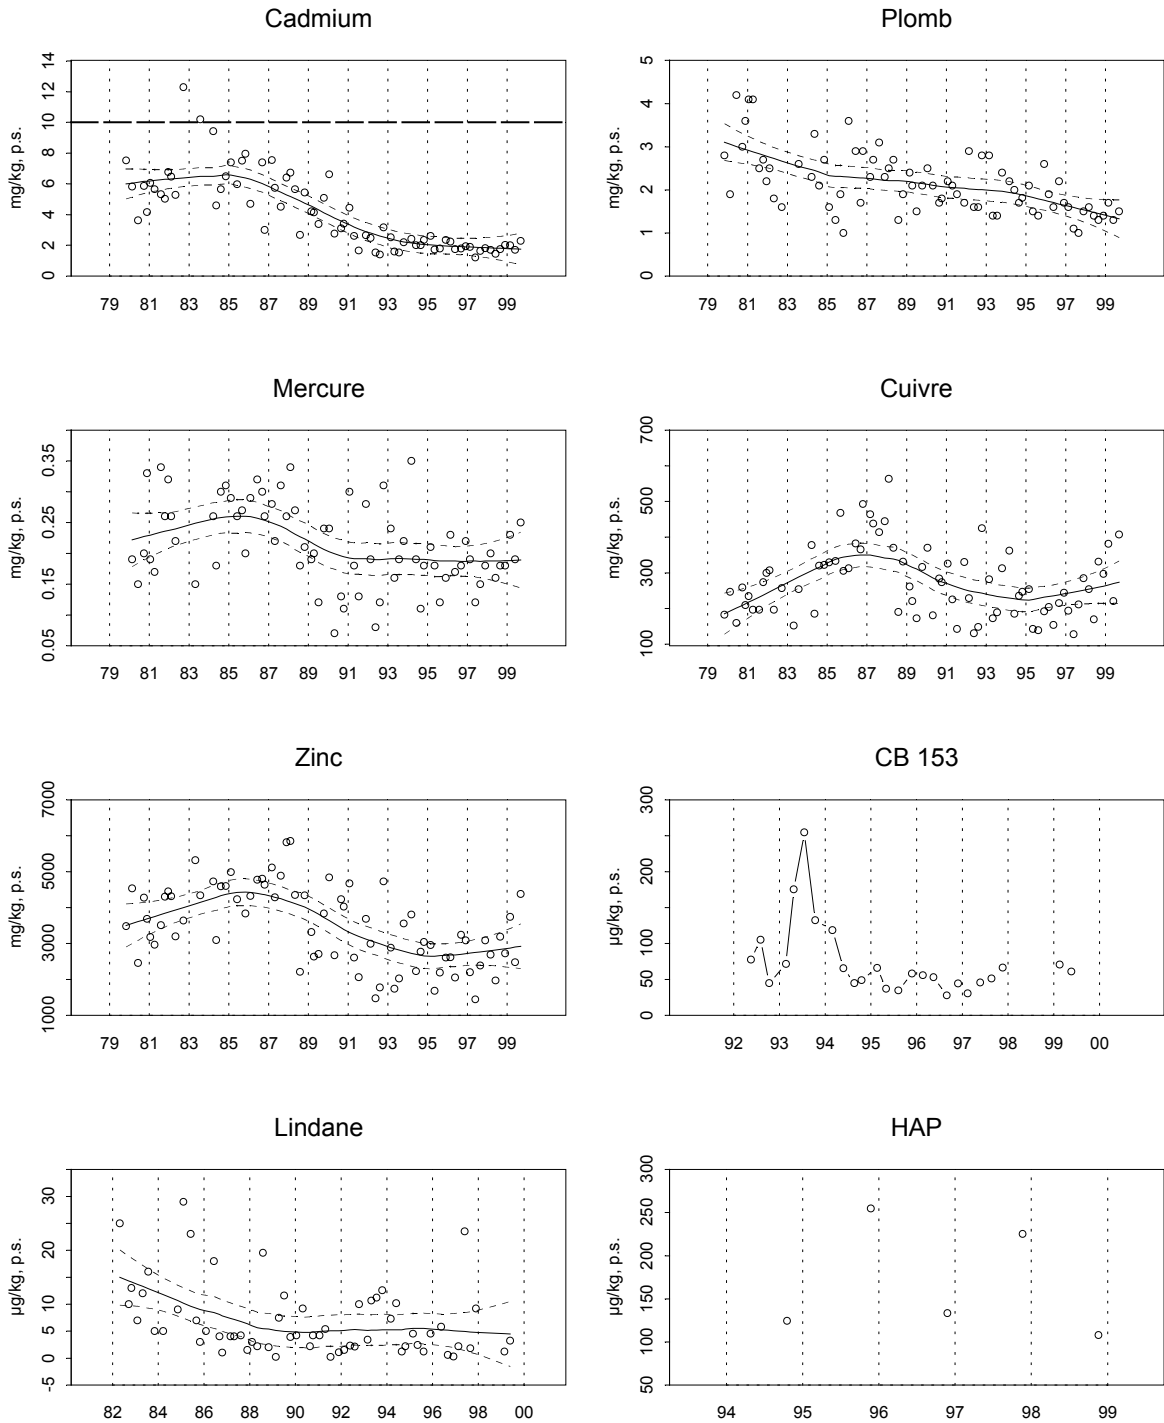 Cadmium
mg/kg, p.s.
0 2 4 6 8 10 12 14
79 81 83 85 87 89 91 93 95 97 99
Plomb
mg/kg, p.s.
0 1 2 3 4 5
79 81 83 85 87 89 91 93 95 97 99
Mercure
mg/kg, p.s.
0.05 0.15 0.25 0.35
79 81 83 85 87 89 91 93 95 97 99
Cuivre
mg/kg, p.s.
100 300 500 700
79 81 83 85 87 89 91 93 95 97 99
Zinc
mg/kg, p.s.
1000 3000 5000 7000
79 81 83 85 87 89 91 93 95 97 99
CB 153
µg/kg, p.s.
0 50 100 200 300
92 93 94 95 96 97 98 99 00
Lindane
µg/kg, p.s.
-5 0 5 10 20 30
82 84 86 88 90 92 94 96 98 00
HAP
µg/kg, p.s.
50 100 150 200 250 300
94 95 96 97 98 99